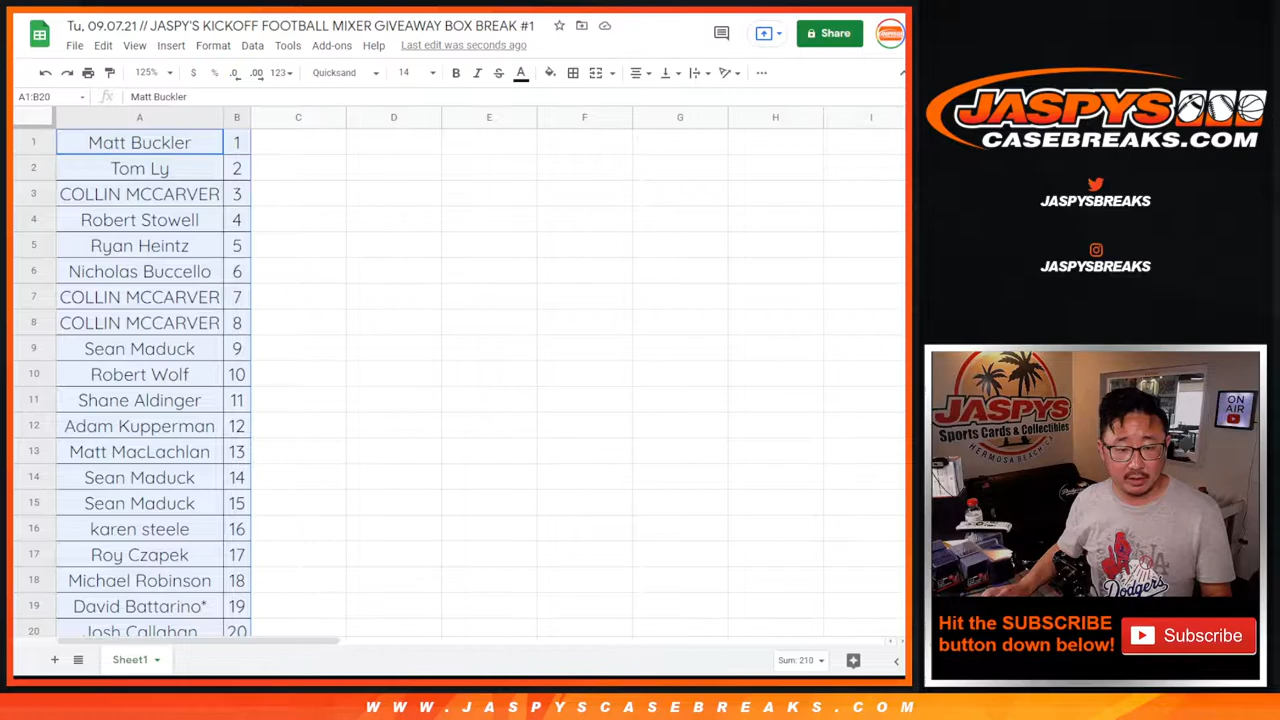 Tu, 09.07.21 // JASPY'S KICKOFF FOOTBALL MIXER GIVEAWAY BOX BREAK #1
File Edit View Insert Format Data Tools Add-ons Help Last edit was seconds ago
Share
125% $ % .0 .00 123 Quicksand 14 B I S A
A1:B20 fx Matt Buckler
A B C D E F G H I
1 Matt Buckler 1
2 Tom Ly 2
3 COLLIN MCCARVER 3
4 Robert Stowell 4
5 Ryan Heintz 5
6 Nicholas Buccello 6
7 COLLIN MCCARVER 7
8 COLLIN MCCARVER 8
9 Sean Maduck 9
10 Robert Wolf 10
11 Shane Aldinger 11
12 Adam Kupperman 12
13 Matt MacLachlan 13
14 Sean Maduck 14
15 Sean Maduck 15
16 karen steele 16
17 Roy Czapek 17
18 Michael Robinson 18
19 David Battarino* 19
20 Josh Callahan 20
Sheet1
Sum: 210
JASPYS
CASEBREAKS.COM
JASPYSBREAKS
JASPYSBREAKS
JASPYS
Sports Cards & Collectibles
HERMOSA BEACH, CA
ON
AIR
Dodgers
Hit the SUBSCRIBE
button down below!
Subscribe
WWW.JASPYSCASEBREAKS.COM